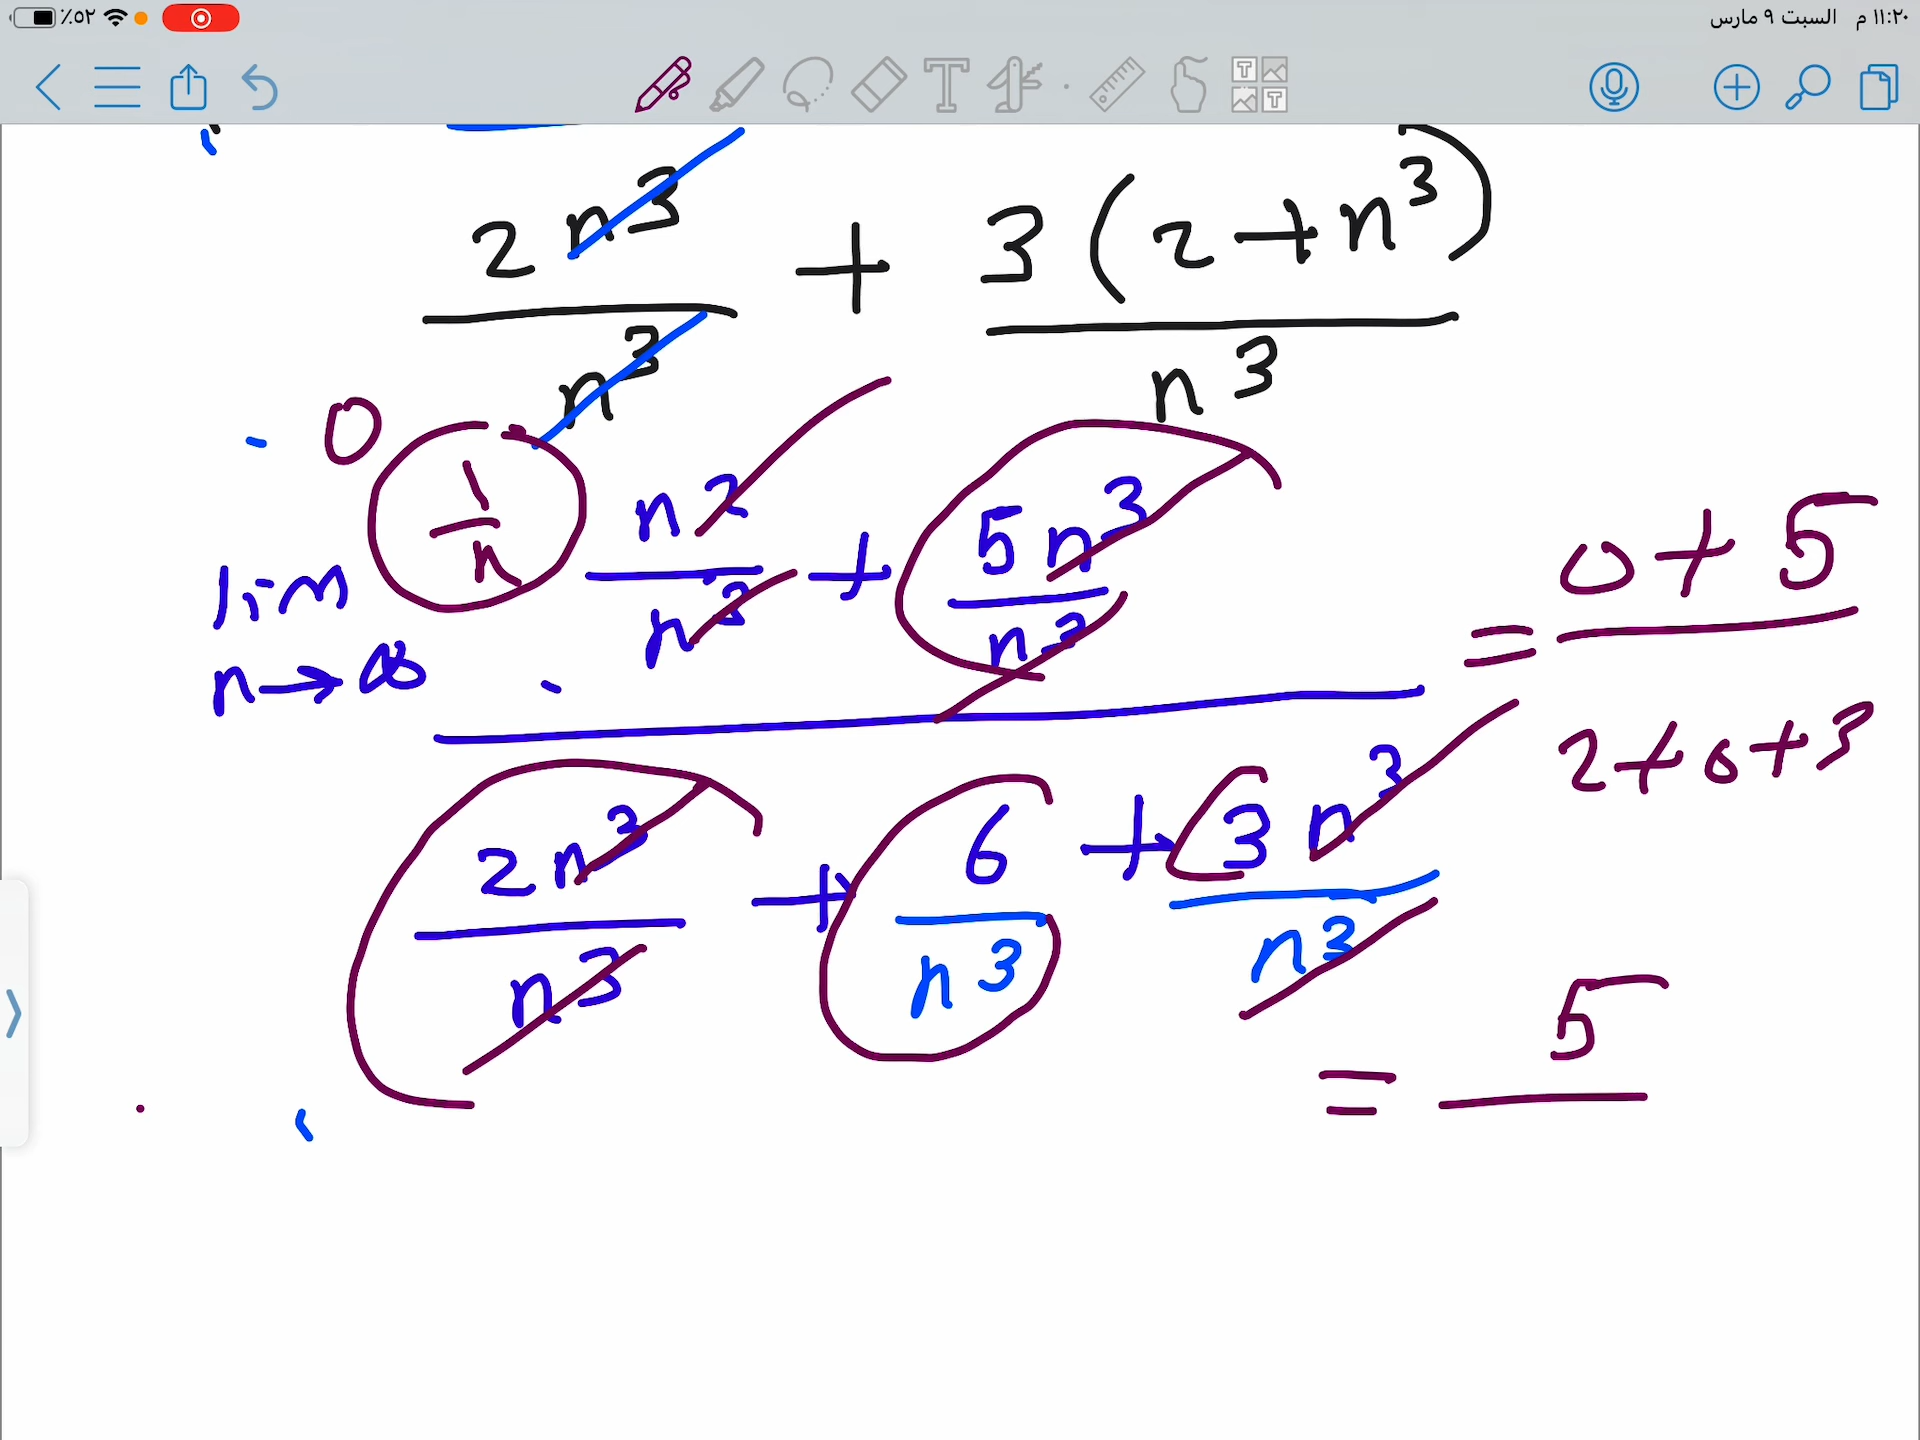 ٪٥٢ السبت ٩ مارس ١١:٢٠ م
2n³/n³ + 3(2+n³)/n³
0
1/n
lim n→∞ (n²/n³ + 5n³/n³)/(2n³/n³ + 6/n³ + 3n³/n³) = (0+5)/(2+0+3)
= 5/